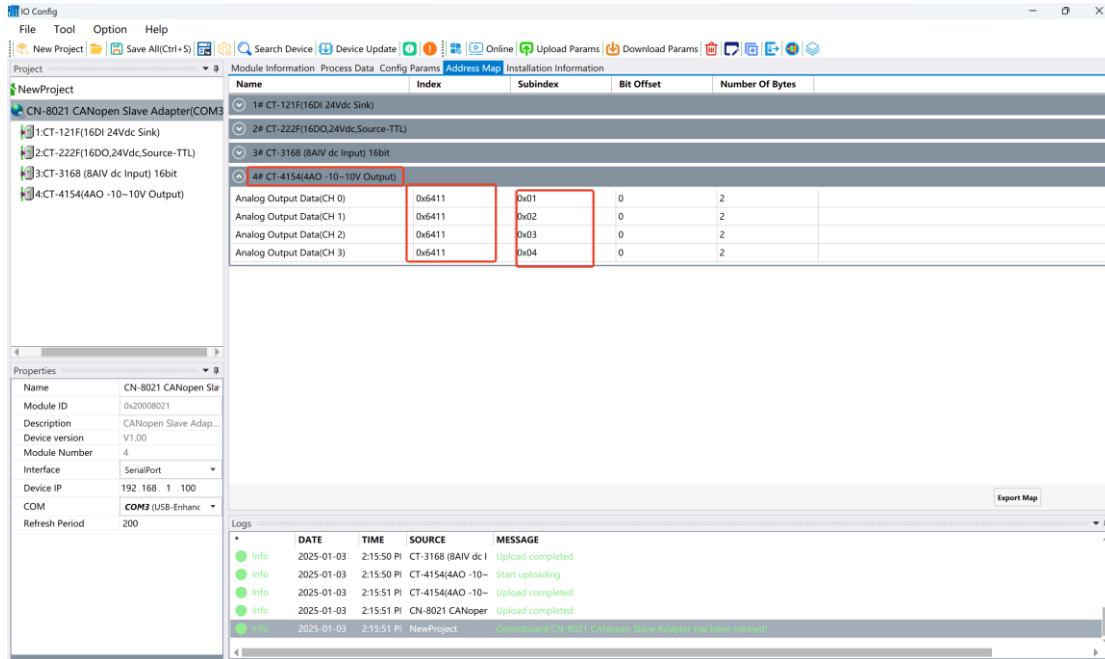 IO Config
File Tool Option Help
New Project Save All(Ctrl+S) Search Device Device Update Online Upload Params Download Params
Project
NewProject
CN-8021 CANopen Slave Adapter(COM3
1:CT-121F(16DI 24Vdc Sink)
2:CT-222F(16DO,24Vdc,Source-TTL)
3:CT-3168 (8AIV dc Input) 16bit
4:CT-4154(4AO -10~10V Output)
Module Information Process Data Config Params Address Map Installation Information
Name Index Subindex Bit Offset Number Of Bytes
1# CT-121F(16DI 24Vdc Sink)
2# CT-222F(16DO,24Vdc,Source-TTL)
3# CT-3168 (8AIV dc Input) 16bit
4# CT-4154(4AO -10~10V Output)
Analog Output Data(CH 0) 0x6411 0x01 0 2
Analog Output Data(CH 1) 0x6411 0x02 0 2
Analog Output Data(CH 2) 0x6411 0x03 0 2
Analog Output Data(CH 3) 0x6411 0x04 0 2
Export Map
Properties
Name CN-8021 CANopen Sla
Module ID 0x20008021
Description CANopen Slave Adap...
Device version V1.00
Module Number 4
Interface SerialPort
Device IP 192 .168 . 1 .100
COM COM3 (USB-Enhanc
Refresh Period 200
Logs
* DATE TIME SOURCE MESSAGE
Info 2025-01-03 2:15:50 PI CT-3168 (8AIV dc I Upload completed
Info 2025-01-03 2:15:50 PI CT-4154(4AO -10~ Start uploading
Info 2025-01-03 2:15:51 PI CT-4154(4AO -10~ Upload completed
Info 2025-01-03 2:15:51 PI CN-8021 CANoper Upload completed
Info 2025-01-03 2:15:51 PI NewProject Commboard CN-8021 CANopen Slave Adapter has been created!